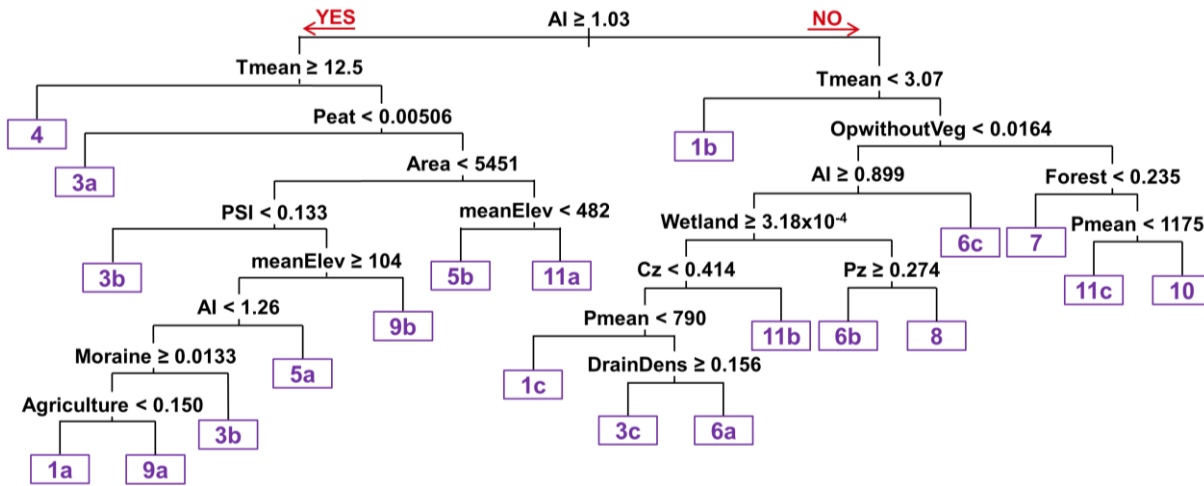 YES
AI ≥ 1.03
NO
Tmean ≥ 12.5
Tmean < 3.07
4
Peat < 0.00506
1b
OpwithoutVeg < 0.0164
3a
Area < 5451
AI ≥ 0.899
Forest < 0.235
PSI < 0.133
meanElev < 482
Wetland ≥ 3.18x10⁻⁴
6c
7
Pmean < 1175
3b
meanElev ≥ 104
5b
11a
Cz < 0.414
Pz ≥ 0.274
11c
10
AI < 1.26
9b
Pmean < 790
11b
6b
8
Moraine ≥ 0.0133
5a
1c
DrainDens ≥ 0.156
Agriculture < 0.150
3b
3c
6a
1a
9a